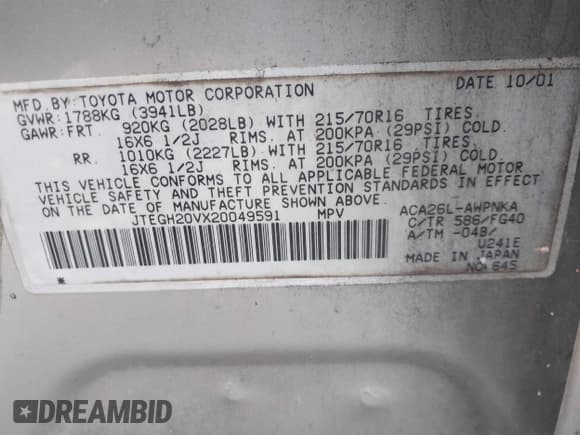 MFD.BY:TOYOTA MOTOR CORPORATION DATE 10/01
GVWR:1788KG (3941LB)
GAWR:FRT. 920KG (2028LB) WITH 215/70R16 TIRES.
16X6 1/2J RIMS. AT 200KPA (29PSI) COLD.
RR. 1010KG (2227LB) WITH 215/70R16 TIRES.
16X6 1/2J RIMS. AT 200KPA (29PSI) COLD.
THIS VEHICLE CONFORMS TO ALL APPLICABLE FEDERAL MOTOR
VEHICLE SAFETY AND THEFT PREVENTION STANDARDS IN EFFECT
ON THE DATE OF MANUFACTURE SHOWN ABOVE.
JTEGH20VX20049591 MPV
ACA26L-AWPNKA
C/TR 586/FG40
A/TM -048/
U241E
MADE IN JAPAN
NO.645
DREAMBID